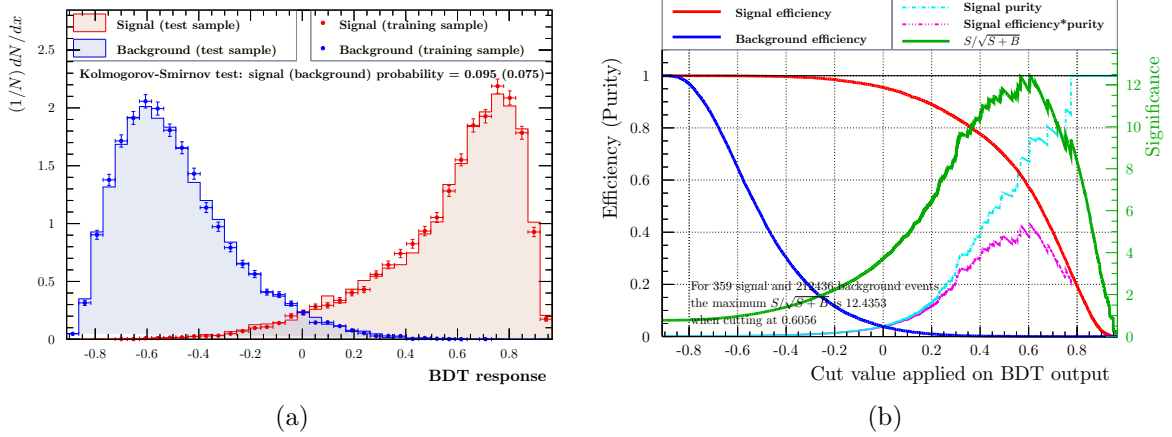 Signal (test sample)
Background (test sample)
Signal (training sample)
Background (training sample)
Kolmogorov-Smirnov test: signal (background) probability = 0.095 (0.075)
(1/N) dN/dx
2.5
2
1.5
1
0.5
0
-0.8 -0.6 -0.4 -0.2 0 0.2 0.4 0.6 0.8
BDT response
(a)
Signal efficiency
Background efficiency
Signal purity
Signal efficiency*purity
S/√S + B
Efficiency (Purity)
1
0.8
0.6
0.4
0.2
0
Significance
12
10
8
6
4
2
0
For 359 signal and 212436 background events
the maximum S/√S + B is 12.4353
when cutting at 0.6056
-0.8 -0.6 -0.4 -0.2 0 0.2 0.4 0.6 0.8
Cut value applied on BDT output
(b)